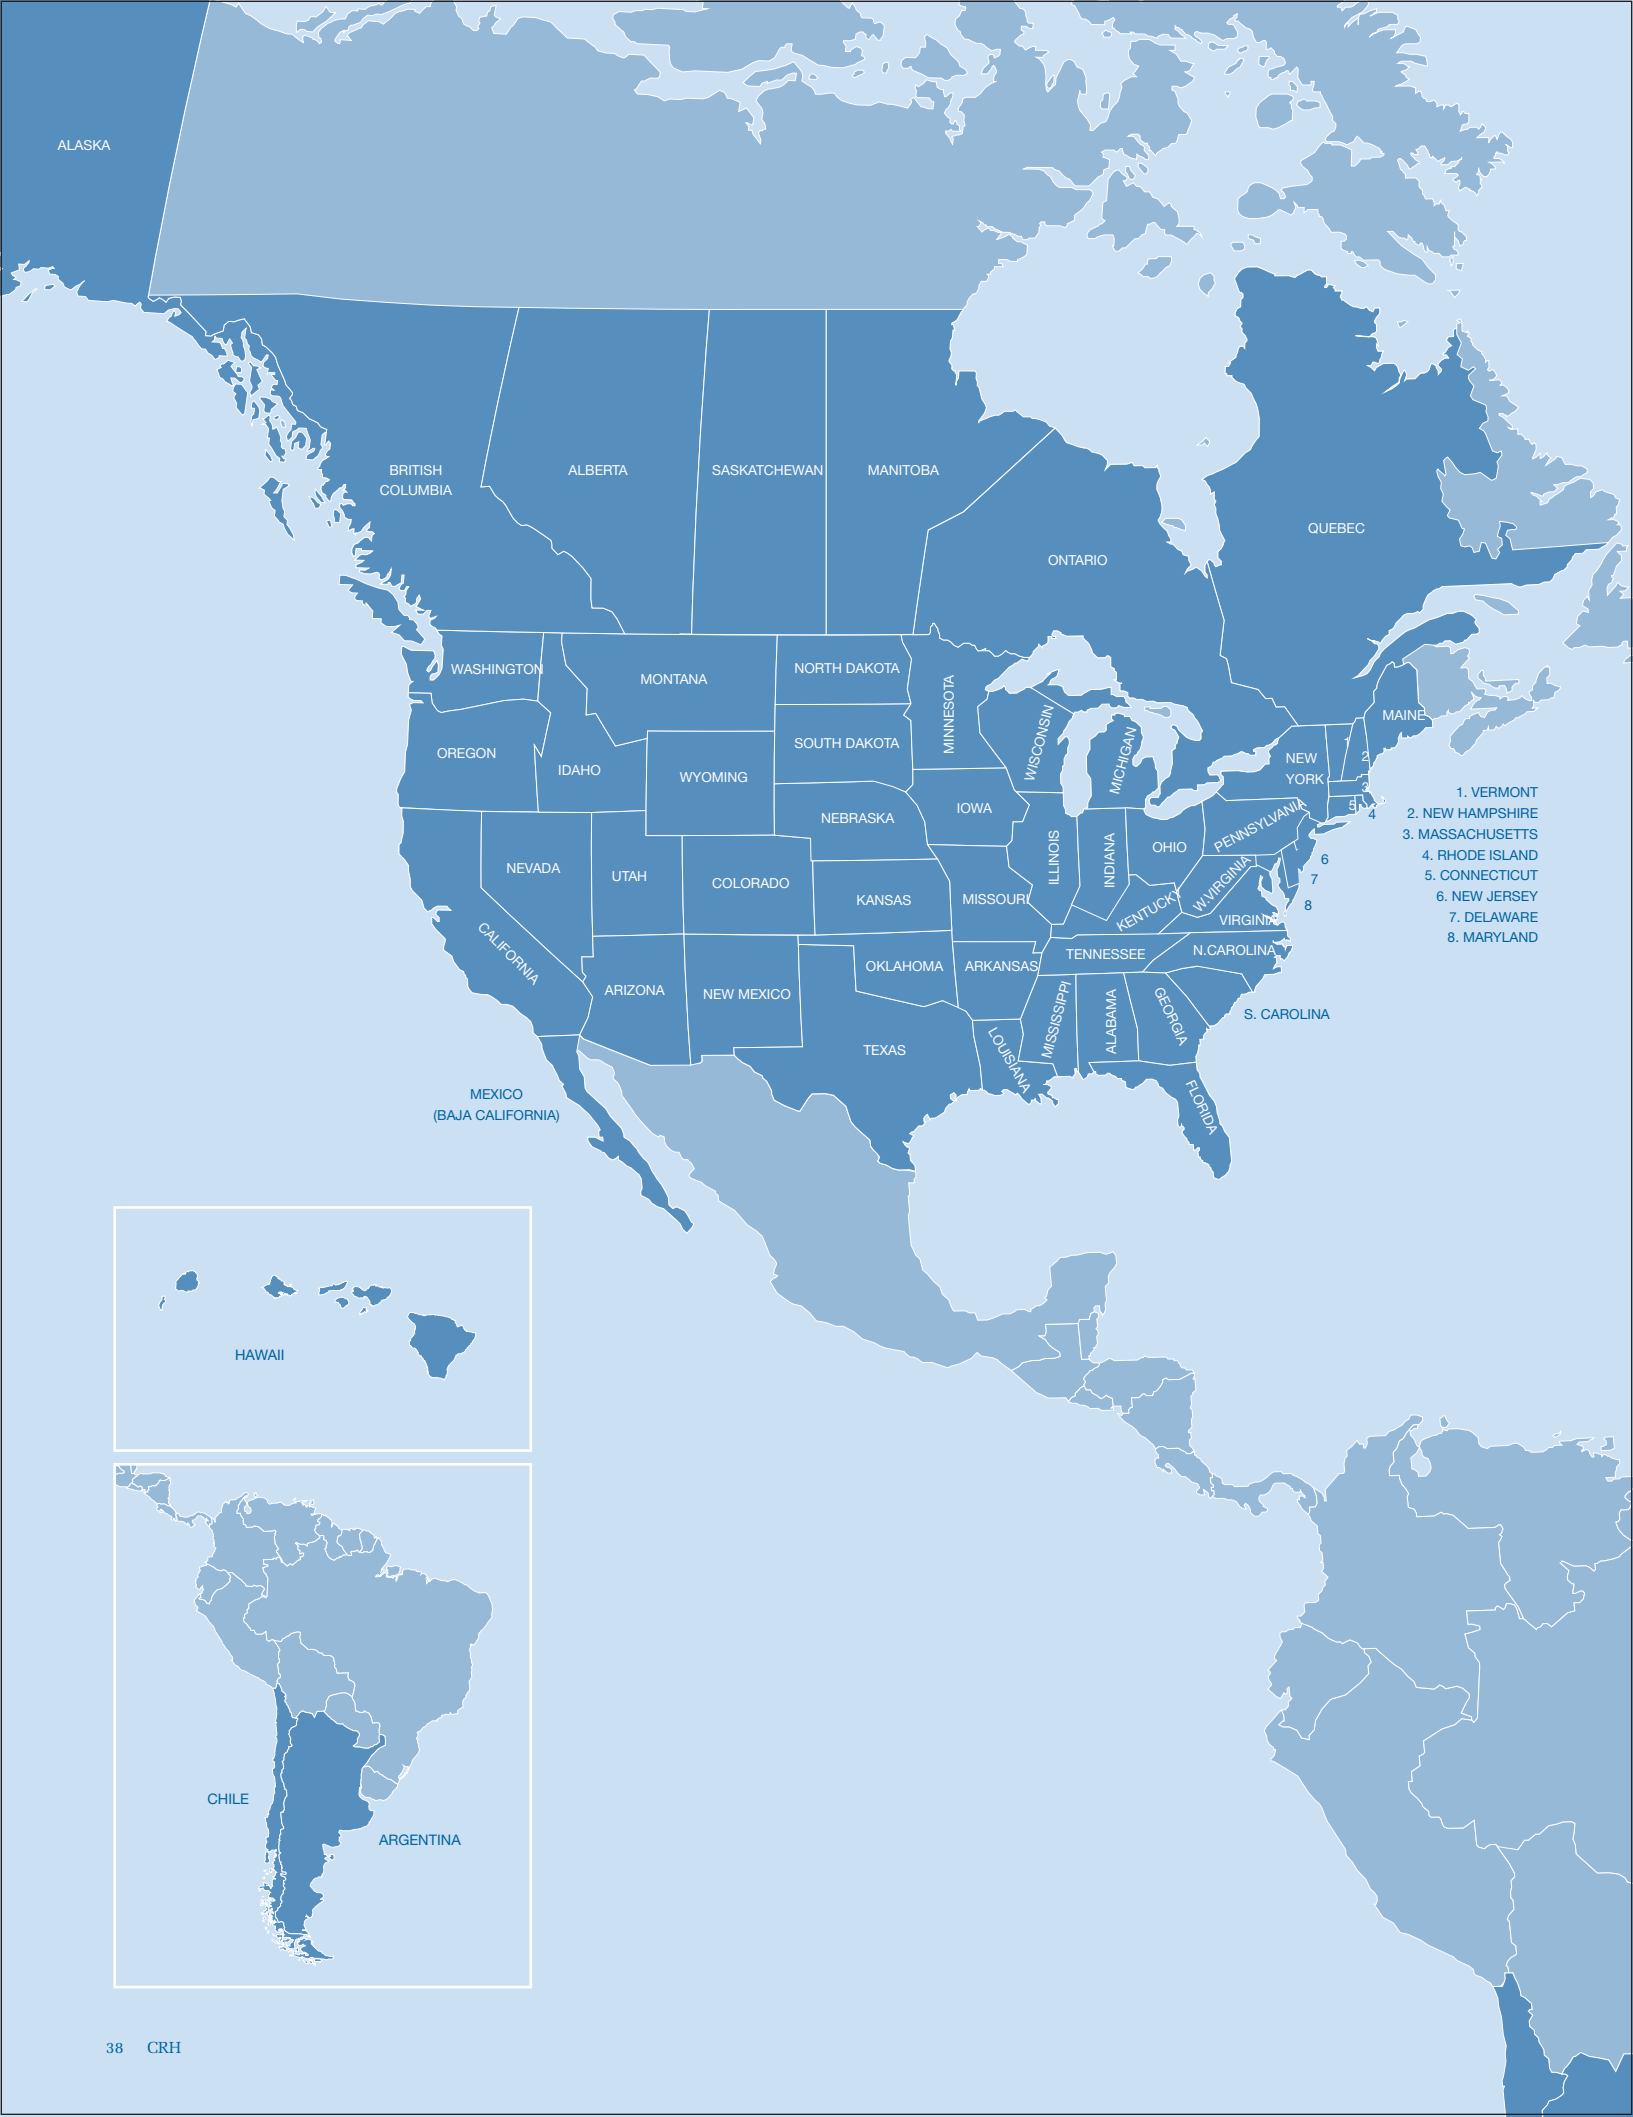 ALASKA
BRITISH
COLUMBIA
ALBERTA
SASKATCHEWAN
MANITOBA
ONTARIO
QUEBEC
WASHINGTON
MONTANA
NORTH DAKOTA
MINNESOTA
OREGON
IDAHO
WYOMING
SOUTH DAKOTA
WISCONSIN
MICHIGAN
NEW
YORK
MAINE
1
2
3
5
4
1. VERMONT
2. NEW HAMPSHIRE
3. MASSACHUSETTS
4. RHODE ISLAND
5. CONNECTICUT
6. NEW JERSEY
7. DELAWARE
8. MARYLAND
NEBRASKA
IOWA
ILLINOIS
INDIANA
OHIO
PENNSYLVANIA
6
7
8
NEVADA
UTAH
COLORADO
KANSAS
MISSOURI
KENTUCKY
W.VIRGINIA
VIRGINIA
CALIFORNIA
ARIZONA
NEW MEXICO
OKLAHOMA
ARKANSAS
TENNESSEE
N.CAROLINA
S. CAROLINA
TEXAS
LOUISIANA
MISSISSIPPI
ALABAMA
GEORGIA
FLORIDA
MEXICO
(BAJA CALIFORNIA)
HAWAII
CHILE
ARGENTINA
38 CRH